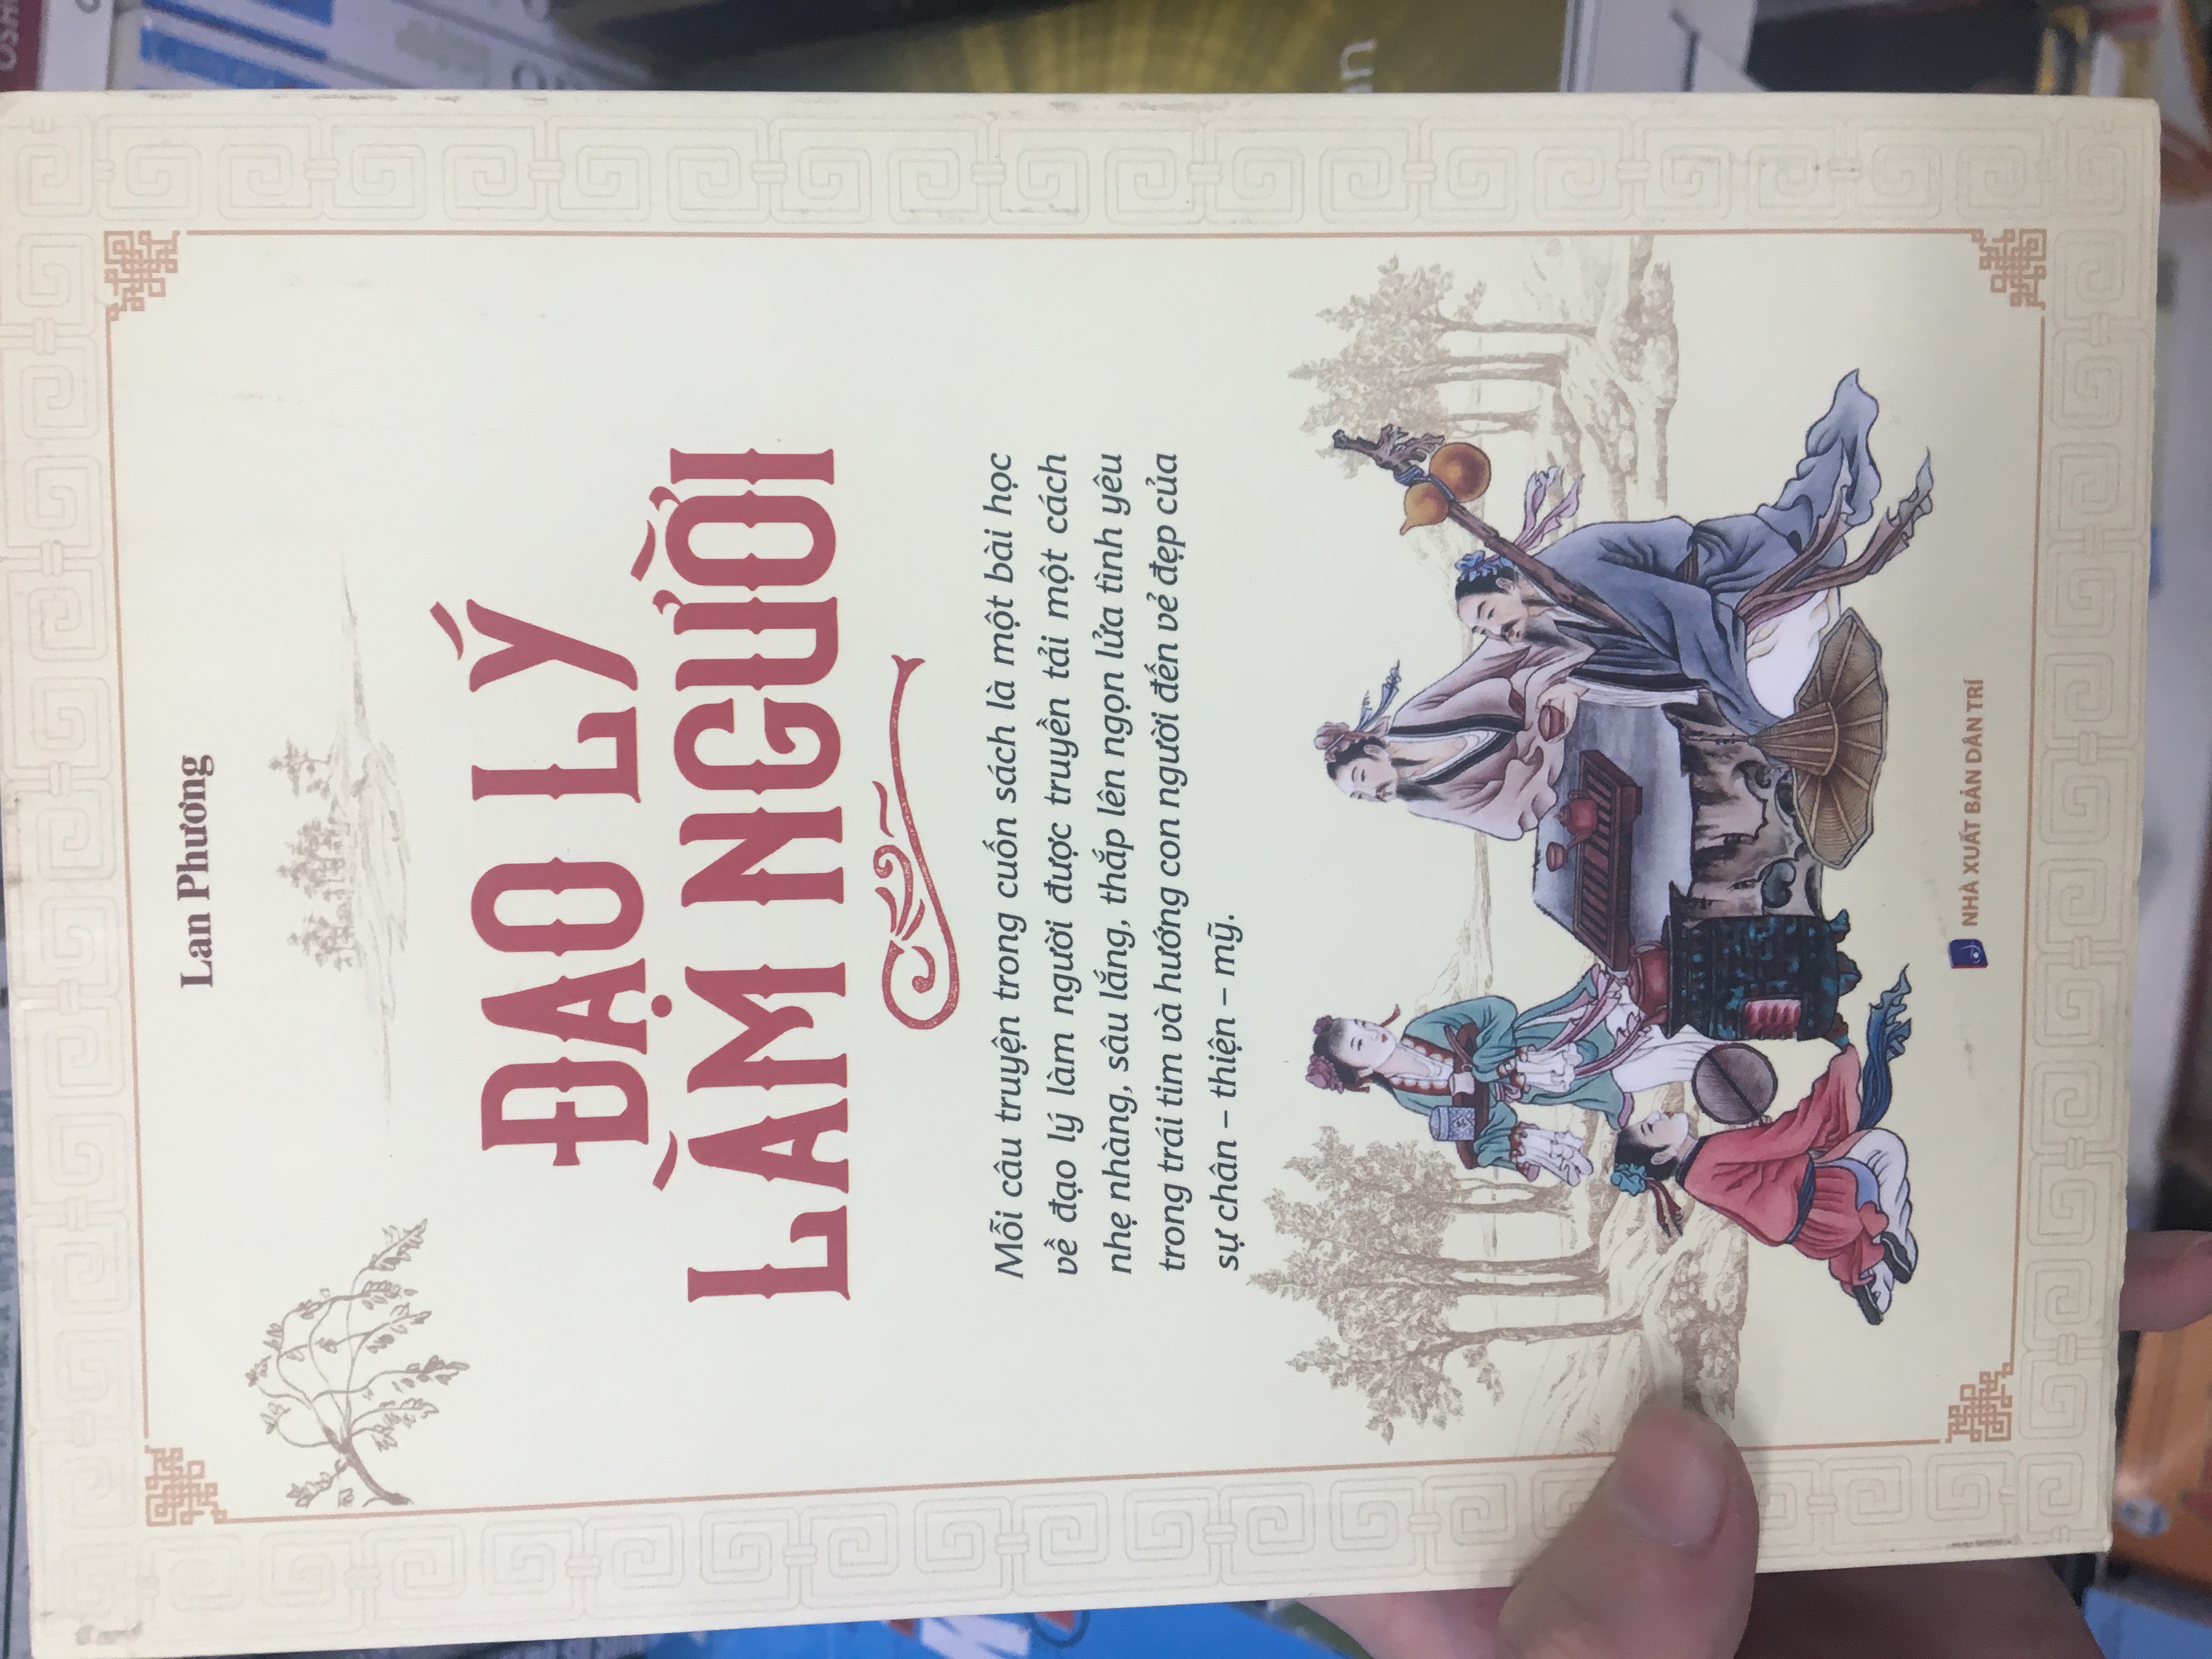 Lan Phương
ĐẠO LÝ
LÀM NGƯỜI
Mỗi câu truyện trong cuốn sách là một bài học
về đạo lý làm người được truyền tải một cách
nhẹ nhàng, sâu lắng, thắp lên ngọn lửa tình yêu
trong trái tim và hướng con người đến vẻ đẹp của
sự chân – thiện – mỹ.
NHÀ XUẤT BẢN DÂN TRÍ